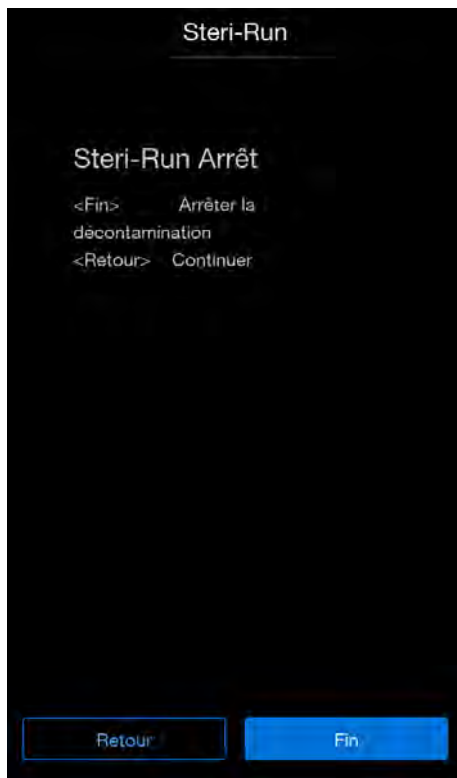 Steri-Run
Steri-Run Arrêt
<Fin> Arrêter la
décontamination
<Retour> Continuer
Retour
Fin